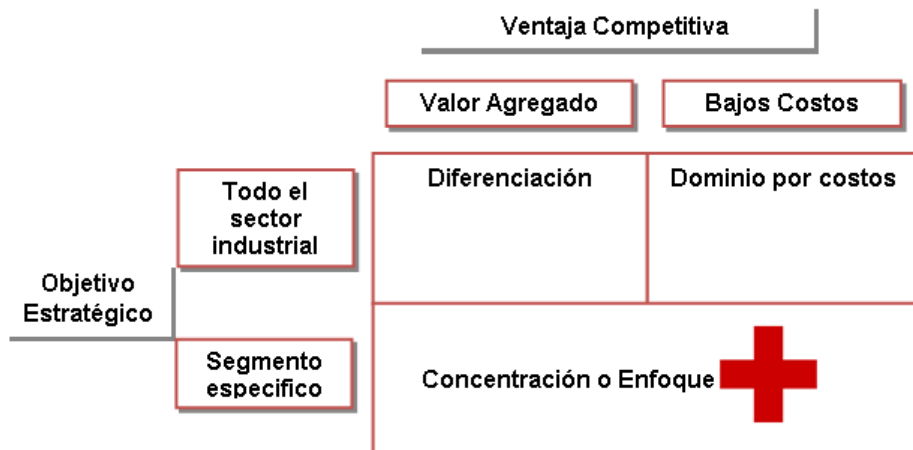 Ventaja Competitiva
Valor Agregado
Bajos Costos
Todo el
sector
industrial
Diferenciación
Dominio por costos
Objetivo
Estratégico
Segmento
especifico
Concentración o Enfoque